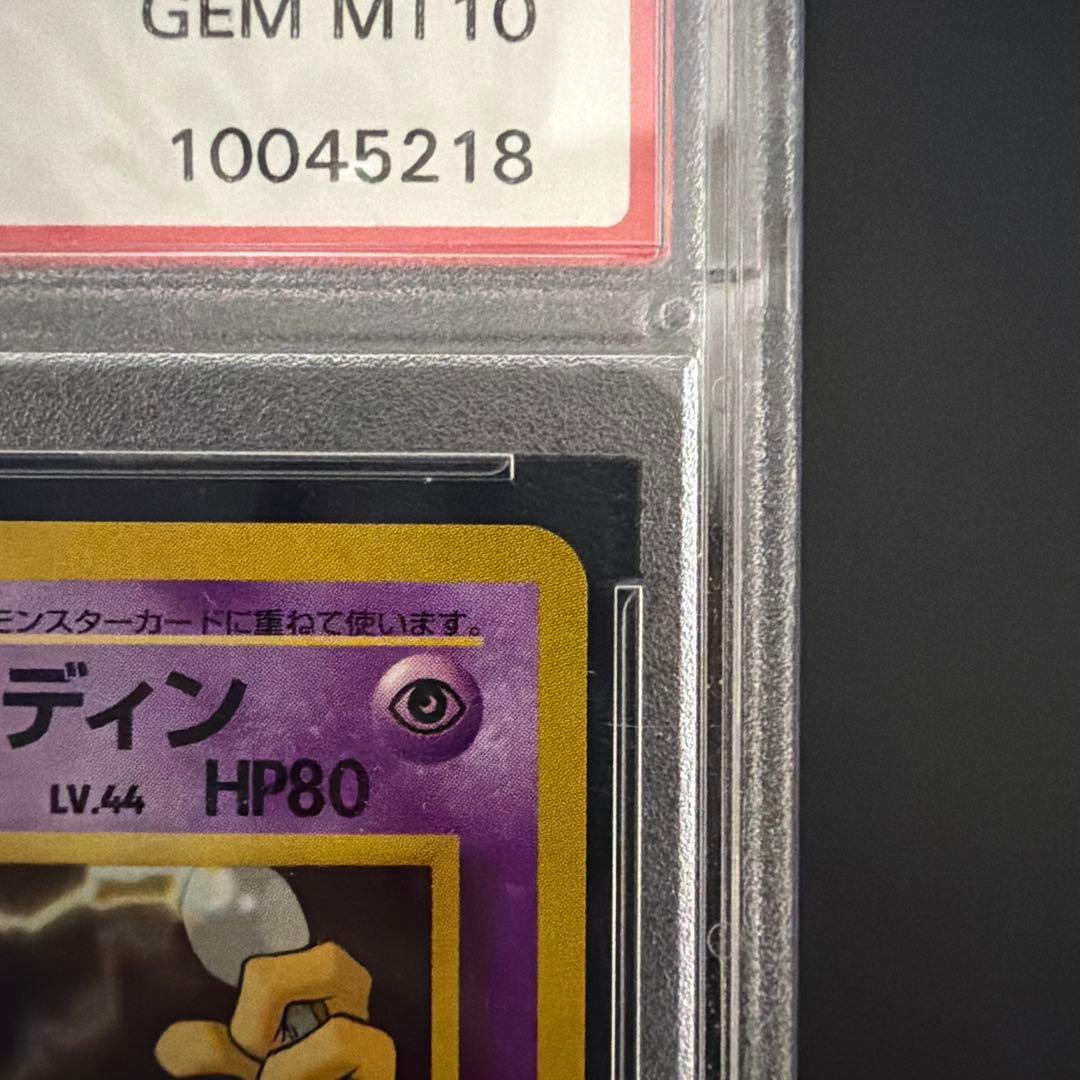 GEM MT 10
10045218
モンスターカードに重ねて使います。
ディン
LV.44 HP80